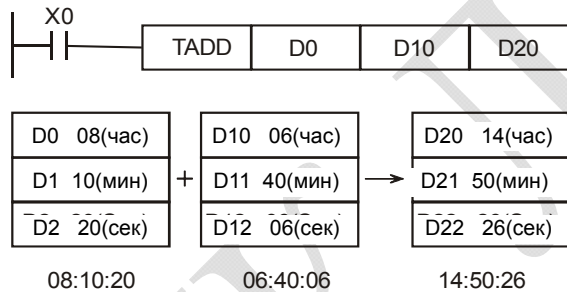 X0
TADD D0 D10 D20
D0 08(час) D10 06(час) D20 14(час)
D1 10(мин) + D11 40(мин) → D21 50(мин)
D2 20(сек) D12 06(сек) D22 26(сек)
08:10:20 06:40:06 14:50:26